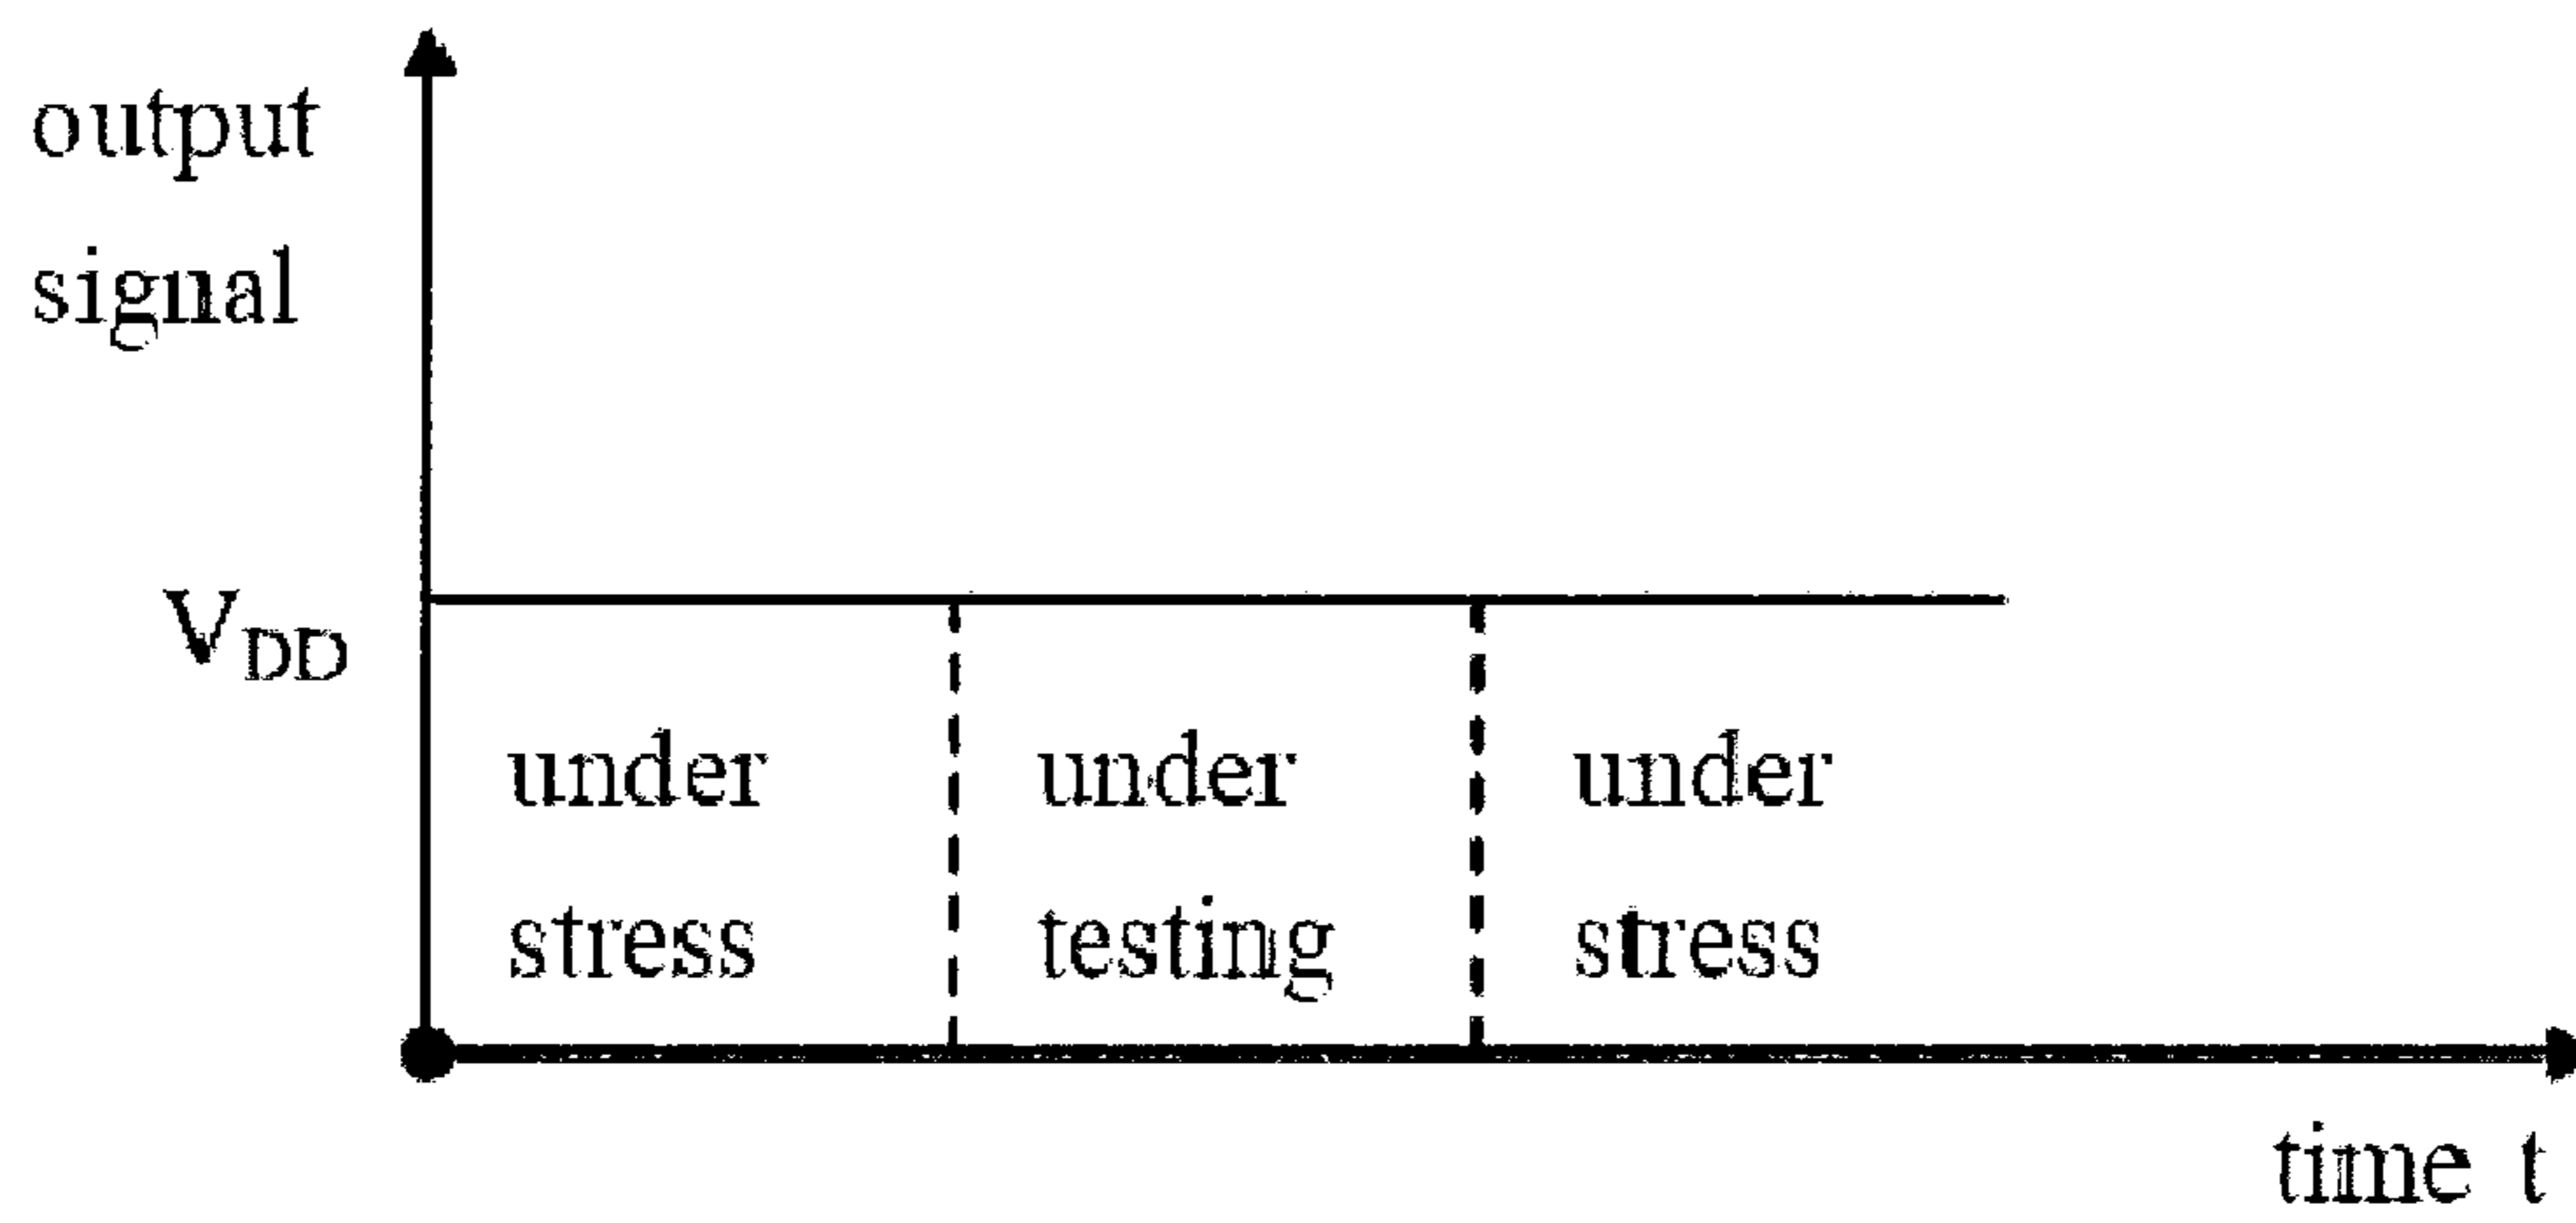 output
signal
VDD
under
stress
under
testing
under
stress
time t